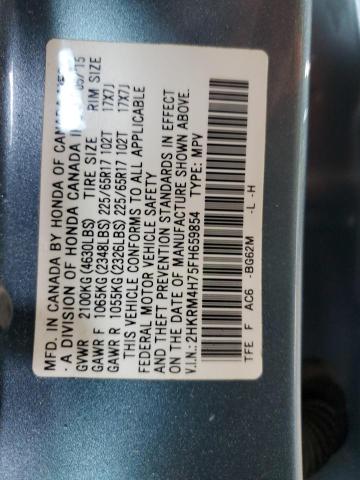 MFD. IN CANADA BY HONDA OF CANADA
A DIVISION OF HONDA CANADA 05/15
GVWR 2100KG (4630LBS) TIRE SIZE RIM SIZE
GAWR F 1065KG (2348LBS) 225/65R17 102T 17X7J
GAWR R 1055KG (2326LBS) 225/65R17 102T 17X7J
THIS VEHICLE CONFORMS TO ALL APPLICABLE
FEDERAL MOTOR VEHICLE SAFETY
AND THEFT PREVENTION STANDARDS IN EFFECT
ON THE DATE OF MANUFACTURE SHOWN ABOVE.
V.I.N.: 2HKRM4H75FH659854 TYPE: MPV
TFE F AC6 -BG62M -L -H